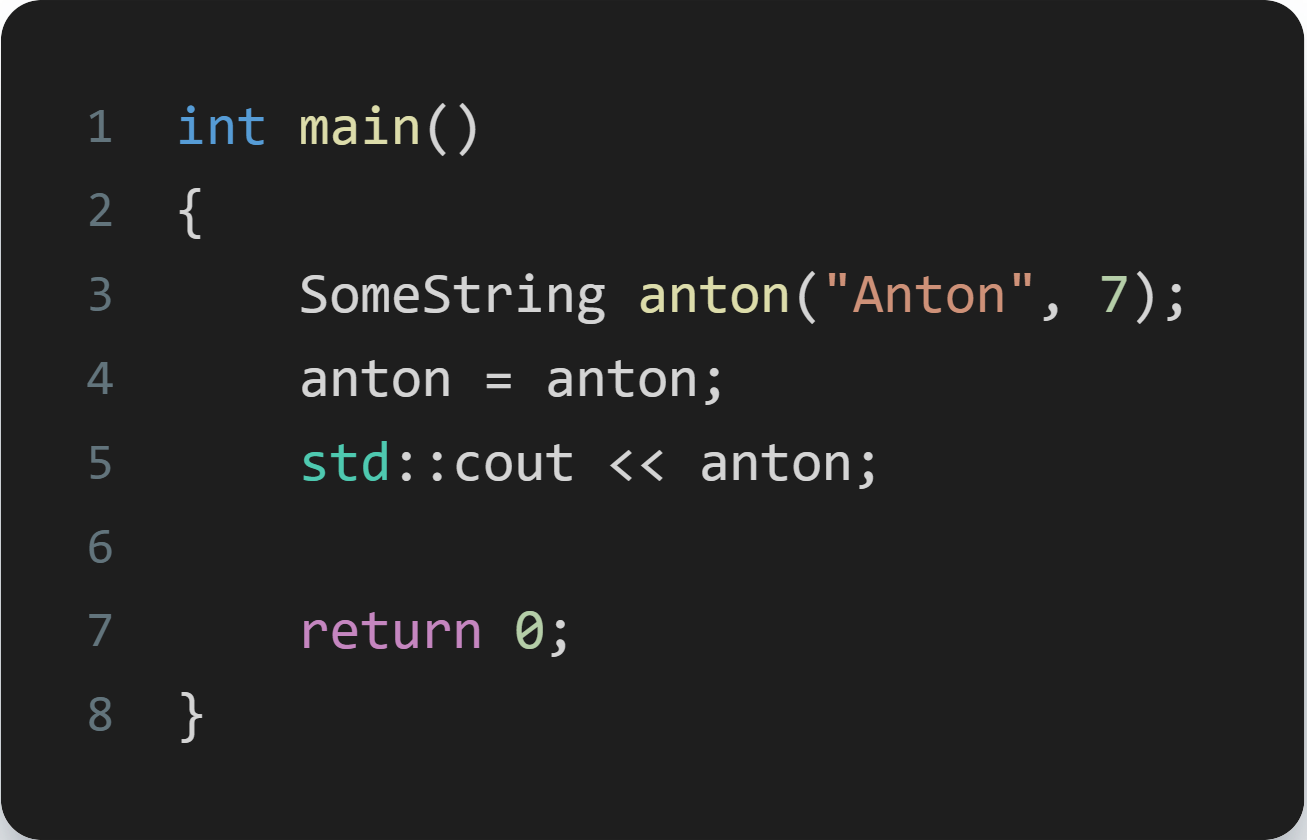 1 int main()
2 {
3     SomeString anton("Anton", 7);
4     anton = anton;
5     std::cout << anton;
6
7     return 0;
8 }